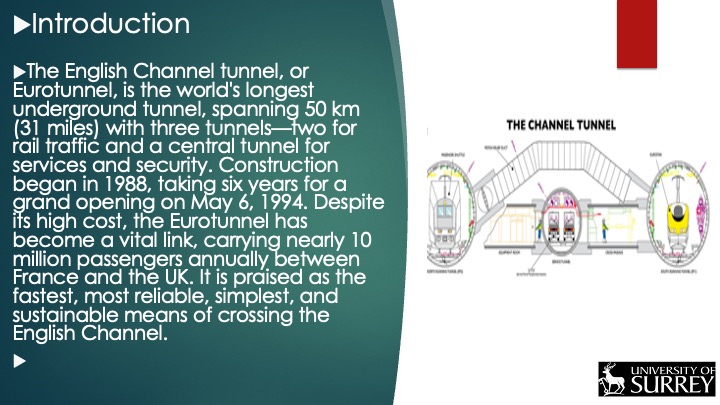 Introduction
The English Channel tunnel, or
Eurotunnel, is the world's longest
underground tunnel, spanning 50 km
(31 miles) with three tunnels—two for
rail traffic and a central tunnel for
services and security. Construction
began in 1988, taking six years for a
grand opening on May 6, 1994. Despite
its high cost, the Eurotunnel has
become a vital link, carrying nearly 10
million passengers annually between
France and the UK. It is praised as the
fastest, most reliable, simplest, and
sustainable means of crossing the
English Channel.
THE CHANNEL TUNNEL
UNIVERSITY OF
SURREY